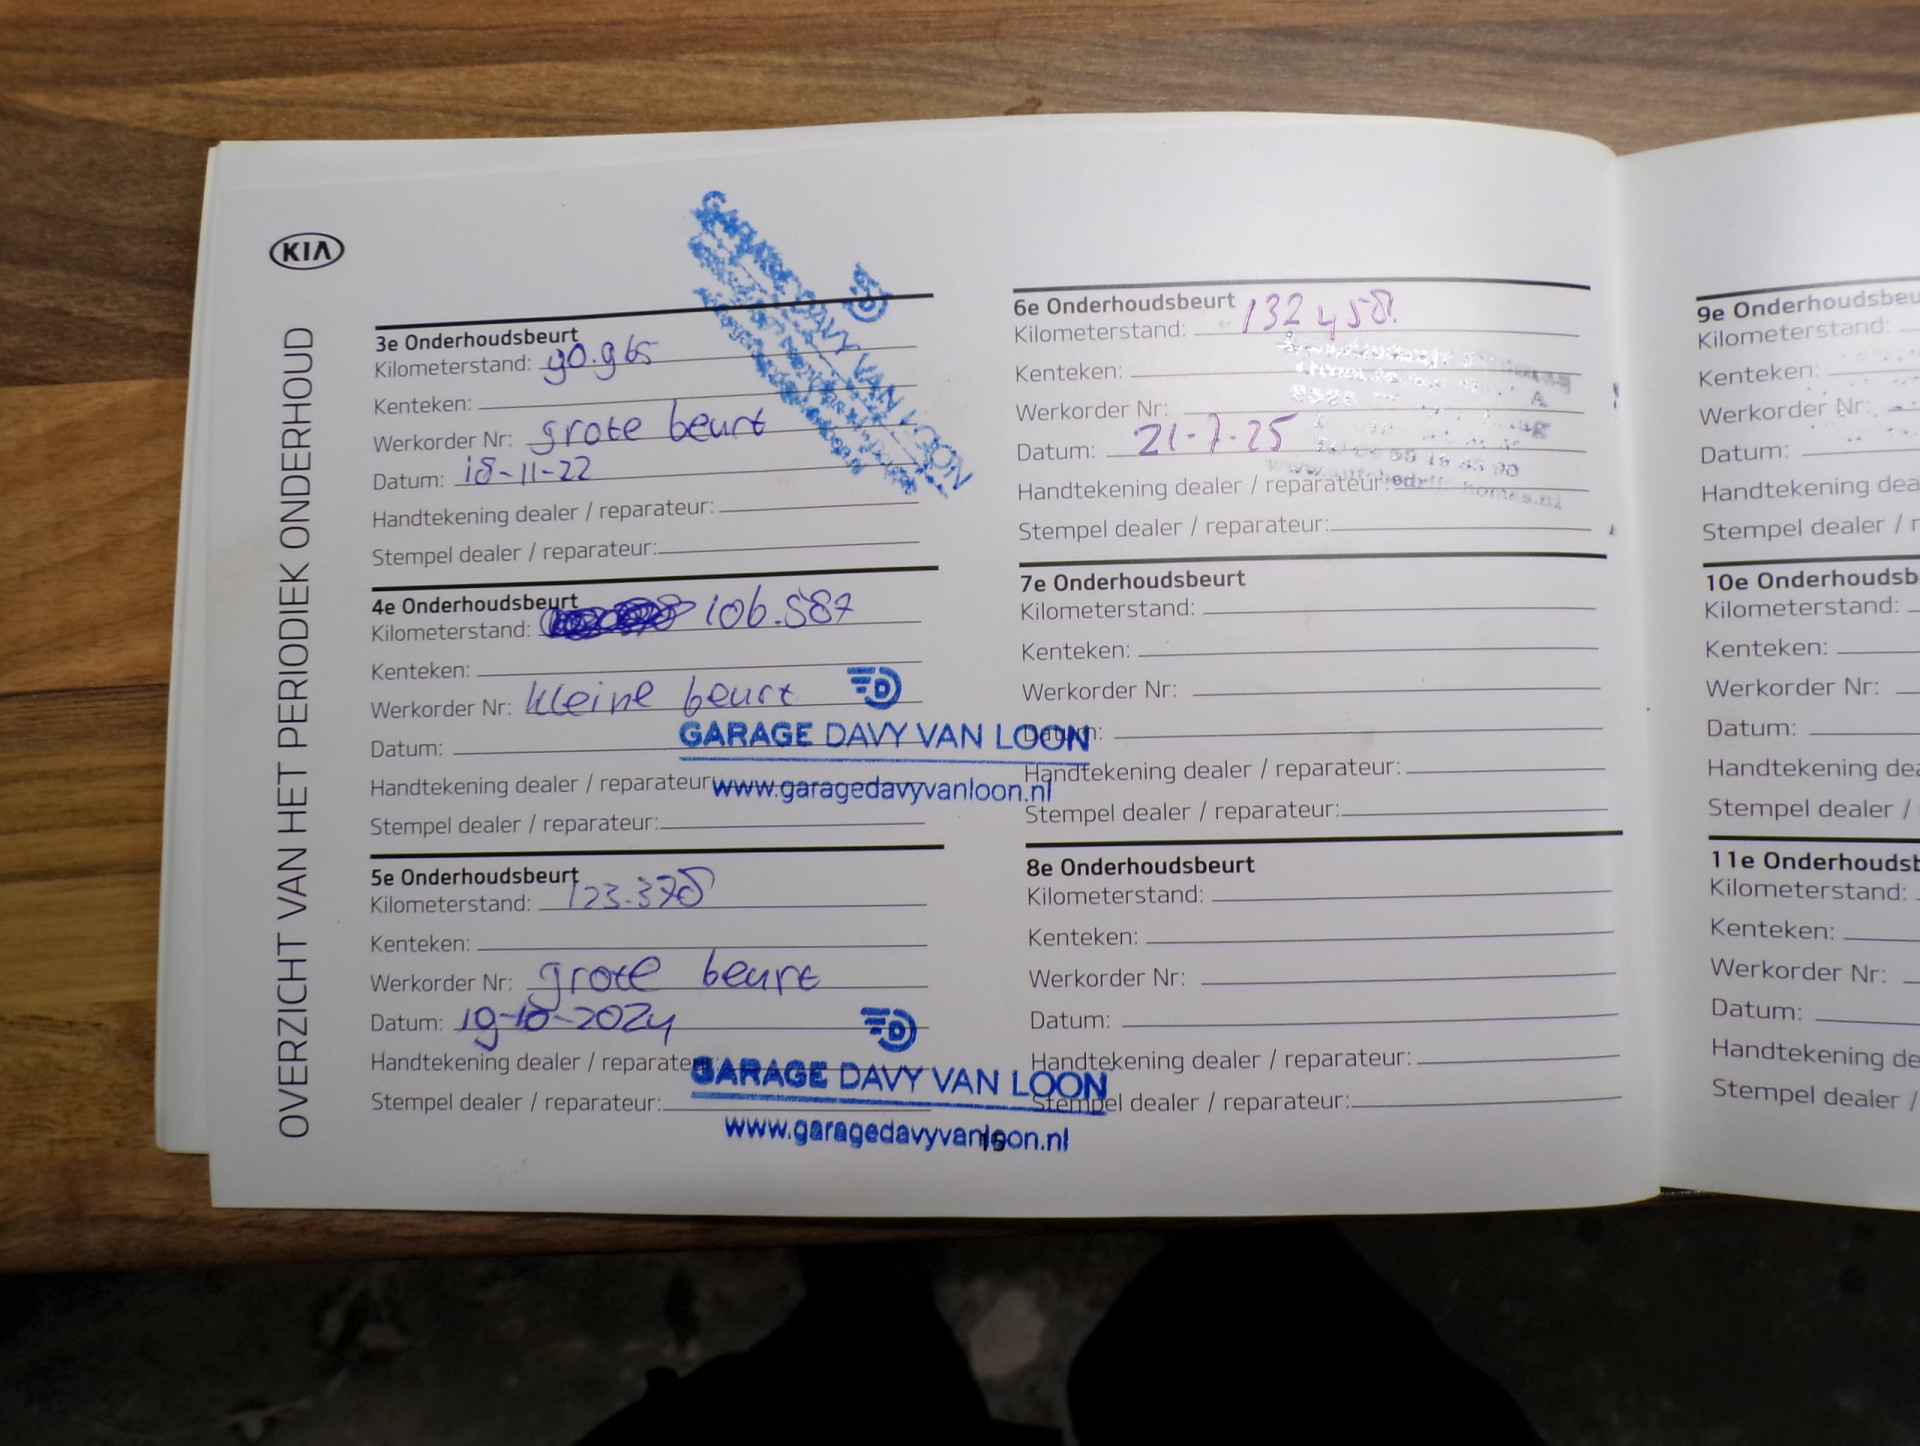 KIA
OVERZICHT VAN HET PERIODIEK ONDERHOUD
3e Onderhoudsbeurt
Kilometerstand: 90.965
Kenteken:
Werkorder Nr: grote beurt
Datum: 18-11-22
Handtekening dealer / reparateur:
Stempel dealer / reparateur:
GARAGE DAVY VAN LOON
4e Onderhoudsbeurt
Kilometerstand: 106.587
Kenteken:
Werkorder Nr: kleine beurt
Datum:
Handtekening dealer / reparateur
Stempel dealer / reparateur:
D
GARAGE DAVY VAN LOON
www.garagedavyvanloon.nl
5e Onderhoudsbeurt
Kilometerstand: 123.378
Kenteken:
Werkorder Nr: grote beurt
Datum: 19-10-2024
Handtekening dealer / reparateur:
Stempel dealer / reparateur:
D
GARAGE DAVY VAN LOON
www.garagedavyvanloon.nl
6e Onderhoudsbeurt
Kilometerstand: 132458
Kenteken:
Werkorder Nr:
Datum: 21-7-25
Handtekening dealer / reparateur:
Stempel dealer / reparateur:
7e Onderhoudsbeurt
Kilometerstand:
Kenteken:
Werkorder Nr:
Datum:
Handtekening dealer / reparateur:
Stempel dealer / reparateur:
8e Onderhoudsbeurt
Kilometerstand:
Kenteken:
Werkorder Nr:
Datum:
Handtekening dealer / reparateur:
Stempel dealer / reparateur:
9e Onderhoudsbeu
Kilometerstand:
Kenteken:
Werkorder Nr:
Datum:
Handtekening dea
Stempel dealer / r
10e Onderhoudsb
Kilometerstand:
Kenteken:
Werkorder Nr:
Datum:
Handtekening dea
Stempel dealer /
11e Onderhoudsb
Kilometerstand:
Kenteken:
Werkorder Nr:
Datum:
Handtekening de
Stempel dealer /